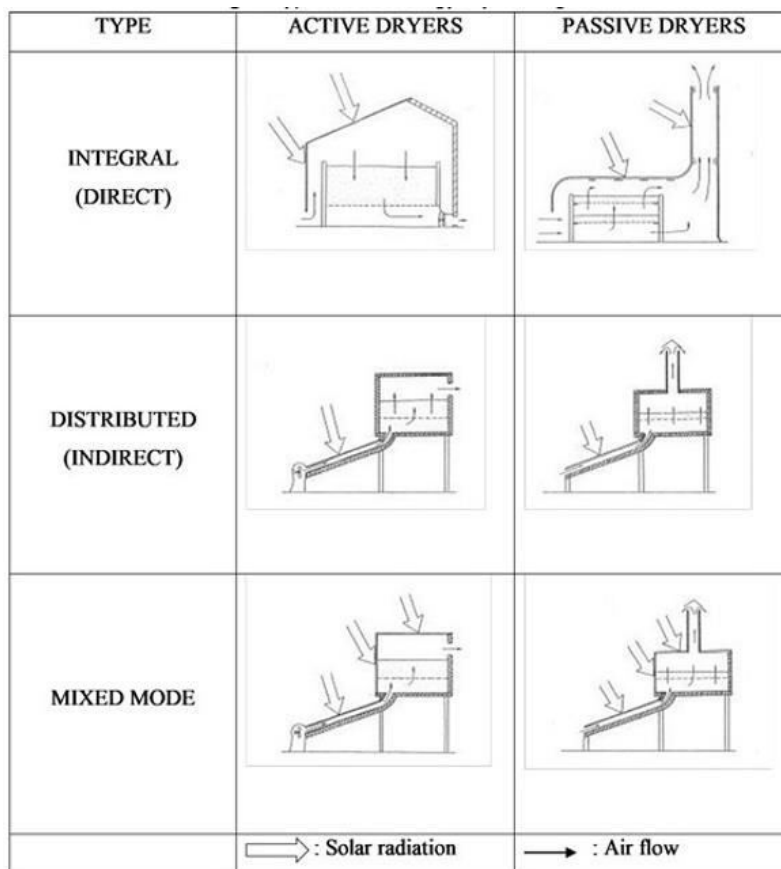 TYPE
ACTIVE DRYERS
PASSIVE DRYERS
INTEGRAL
(DIRECT)
DISTRIBUTED
(INDIRECT)
MIXED MODE
: Solar radiation
: Air flow